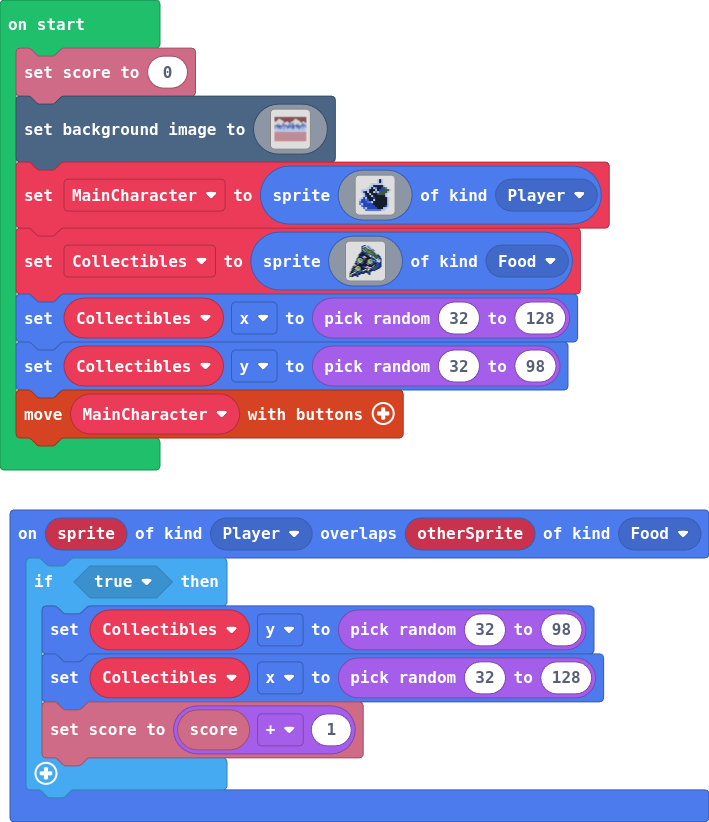 on start
set score to 0
set background image to
set MainCharacter to sprite of kind Player
set Collectibles to sprite of kind Food
set Collectibles x to pick random 32 to 128
set Collectibles y to pick random 32 to 98
move MainCharacter with buttons
on sprite of kind Player overlaps otherSprite of kind Food
if true then
set Collectibles y to pick random 32 to 98
set Collectibles x to pick random 32 to 128
set score to score + 1